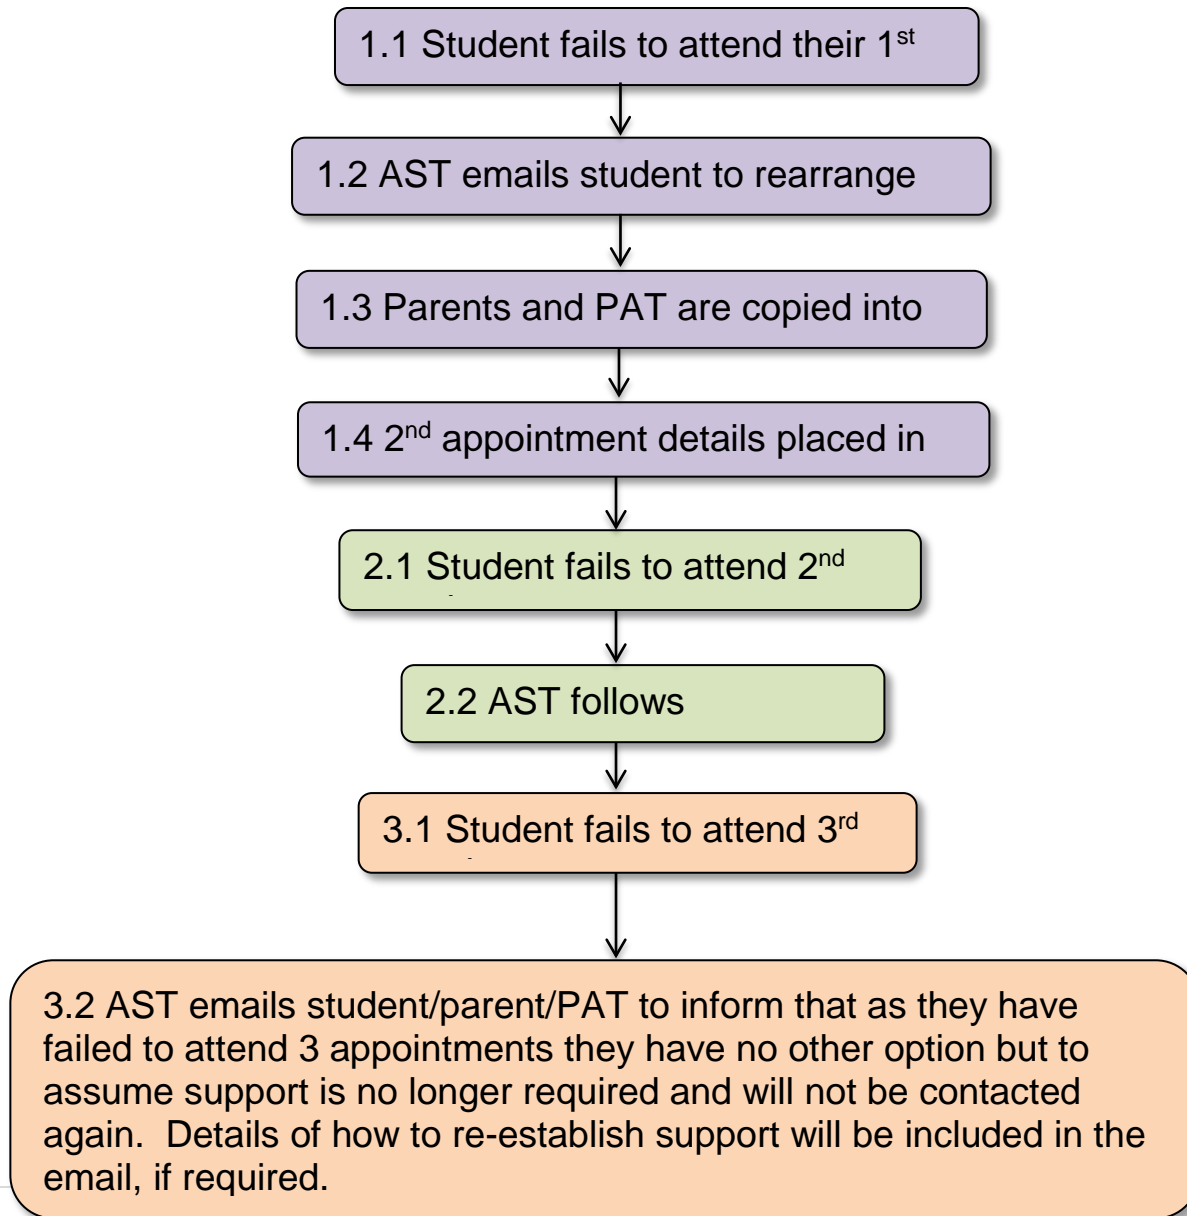 1.1 Student fails to attend their 1st
1.2 AST emails student to rearrange
1.3 Parents and PAT are copied into
1.4 2nd appointment details placed in
2.1 Student fails to attend 2nd
2.2 AST follows
3.1 Student fails to attend 3rd
3.2 AST emails student/parent/PAT to inform that as they have
failed to attend 3 appointments they have no other option but to
assume support is no longer required and will not be contacted
again.  Details of how to re-establish support will be included in the
email, if required.